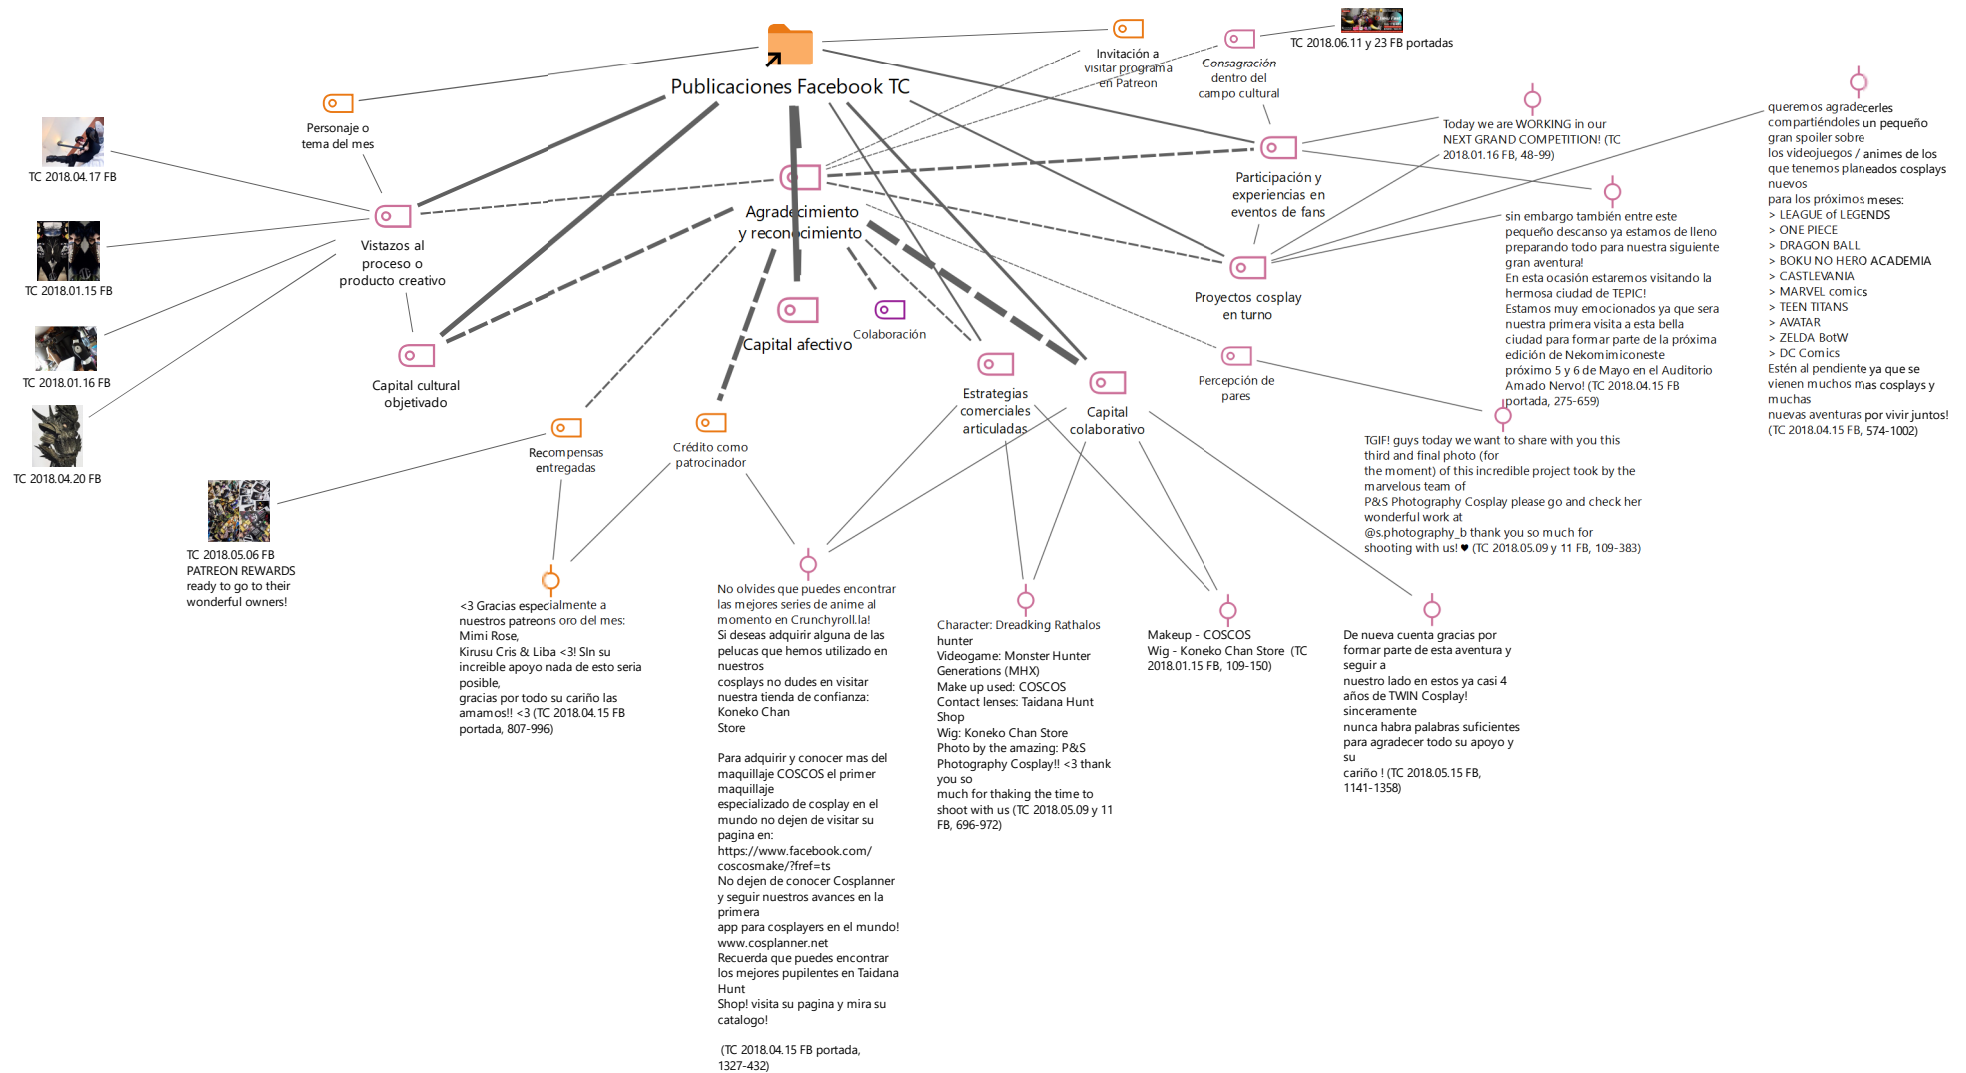 Publicaciones Facebook TC
Invitación a
visitar programa
en Patreon
Consagración
dentro del
campo cultural
TC 2018.06.11 y 23 FB portadas
Personaje o
tema del mes
TC 2018.04.17 FB
TC 2018.01.15 FB
TC 2018.01.16 FB
TC 2018.04.20 FB
Vistazos al
proceso o
producto creativo
Capital cultural
objetivado
Agradecimiento
y reconocimiento
Capital afectivo
Colaboración
Participación y
experiencias en
eventos de fans
Proyectos cosplay
en turno
Percepción de
pares
Estrategias
comerciales
articuladas
Capital
colaborativo
Recompensas
entregadas
Crédito como
patrocinador
Today we are WORKING in our
NEXT GRAND COMPETITION! (TC
2018.01.16 FB, 48-99)
sin embargo también entre este
pequeño descanso ya estamos de lleno
preparando todo para nuestra siguiente
gran aventura!
En esta ocasión estaremos visitando la
hermosa ciudad de TEPIC!
Estamos muy emocionados ya que sera
nuestra primera visita a esta bella
ciudad para formar parte de la próxima
edición de Nekomimiconeste
próximo 5 y 6 de Mayo en el Auditorio
Amado Nervo! (TC 2018.04.15 FB
portada, 275-659)
queremos agradecerles
compartiéndoles un pequeño
gran spoiler sobre
los videojuegos / animes de los
que tenemos planeados cosplays
nuevos
para los próximos meses:
> LEAGUE of LEGENDS
> ONE PIECE
> DRAGON BALL
> BOKU NO HERO ACADEMIA
> CASTLEVANIA
> MARVEL comics
> TEEN TITANS
> AVATAR
> ZELDA BotW
> DC Comics
Estén al pendiente ya que se
vienen muchos mas cosplays y
muchas
nuevas aventuras por vivir juntos!
(TC 2018.04.15 FB, 574-1002)
TGIF! guys today we want to share with you this
third and final photo (for
the moment) of this incredible project took by the
marvelous team of
P&S Photography Cosplay please go and check her
wonderful work at
@s.photography_b thank you so much for
shooting with us! ♥ (TC 2018.05.09 y 11 FB, 109-383)
TC 2018.05.06 FB
PATREON REWARDS
ready to go to their
wonderful owners!
<3 Gracias especialmente a
nuestros patreons oro del mes:
Mimi Rose,
Kirusu Cris & Liba <3! SIn su
increible apoyo nada de esto seria
posible,
gracias por todo su cariño las
amamos!! <3 (TC 2018.04.15 FB
portada, 807-996)
No olvides que puedes encontrar
las mejores series de anime al
momento en Crunchyroll.la!
Si deseas adquirir alguna de las
pelucas que hemos utilizado en
nuestros
cosplays no dudes en visitar
nuestra tienda de confianza:
Koneko Chan
Store
Para adquirir y conocer mas del
maquillaje COSCOS el primer
maquillaje
especializado de cosplay en el
mundo no dejen de visitar su
pagina en:
https://www.facebook.com/
coscosmake/?fref=ts
No dejen de conocer Cosplanner
y seguir nuestros avances en la
primera
app para cosplayers en el mundo!
www.cosplanner.net
Recuerda que puedes encontrar
los mejores pupilentes en Taidana
Hunt
Shop! visita su pagina y mira su
catalogo!
(TC 2018.04.15 FB portada,
1327-432)
Character: Dreadking Rathalos
hunter
Videogame: Monster Hunter
Generations (MHX)
Make up used: COSCOS
Contact lenses: Taidana Hunt
Shop
Wig: Koneko Chan Store
Photo by the amazing: P&S
Photography Cosplay!! <3 thank
you so
much for thaking the time to
shoot with us (TC 2018.05.09 y 11
FB, 696-972)
Makeup - COSCOS
Wig - Koneko Chan Store (TC
2018.01.15 FB, 109-150)
De nueva cuenta gracias por
formar parte de esta aventura y
seguir a
nuestro lado en estos ya casi 4
años de TWIN Cosplay!
sinceramente
nunca habra palabras suficientes
para agradecer todo su apoyo y
su
cariño ! (TC 2018.05.15 FB,
1141-1358)